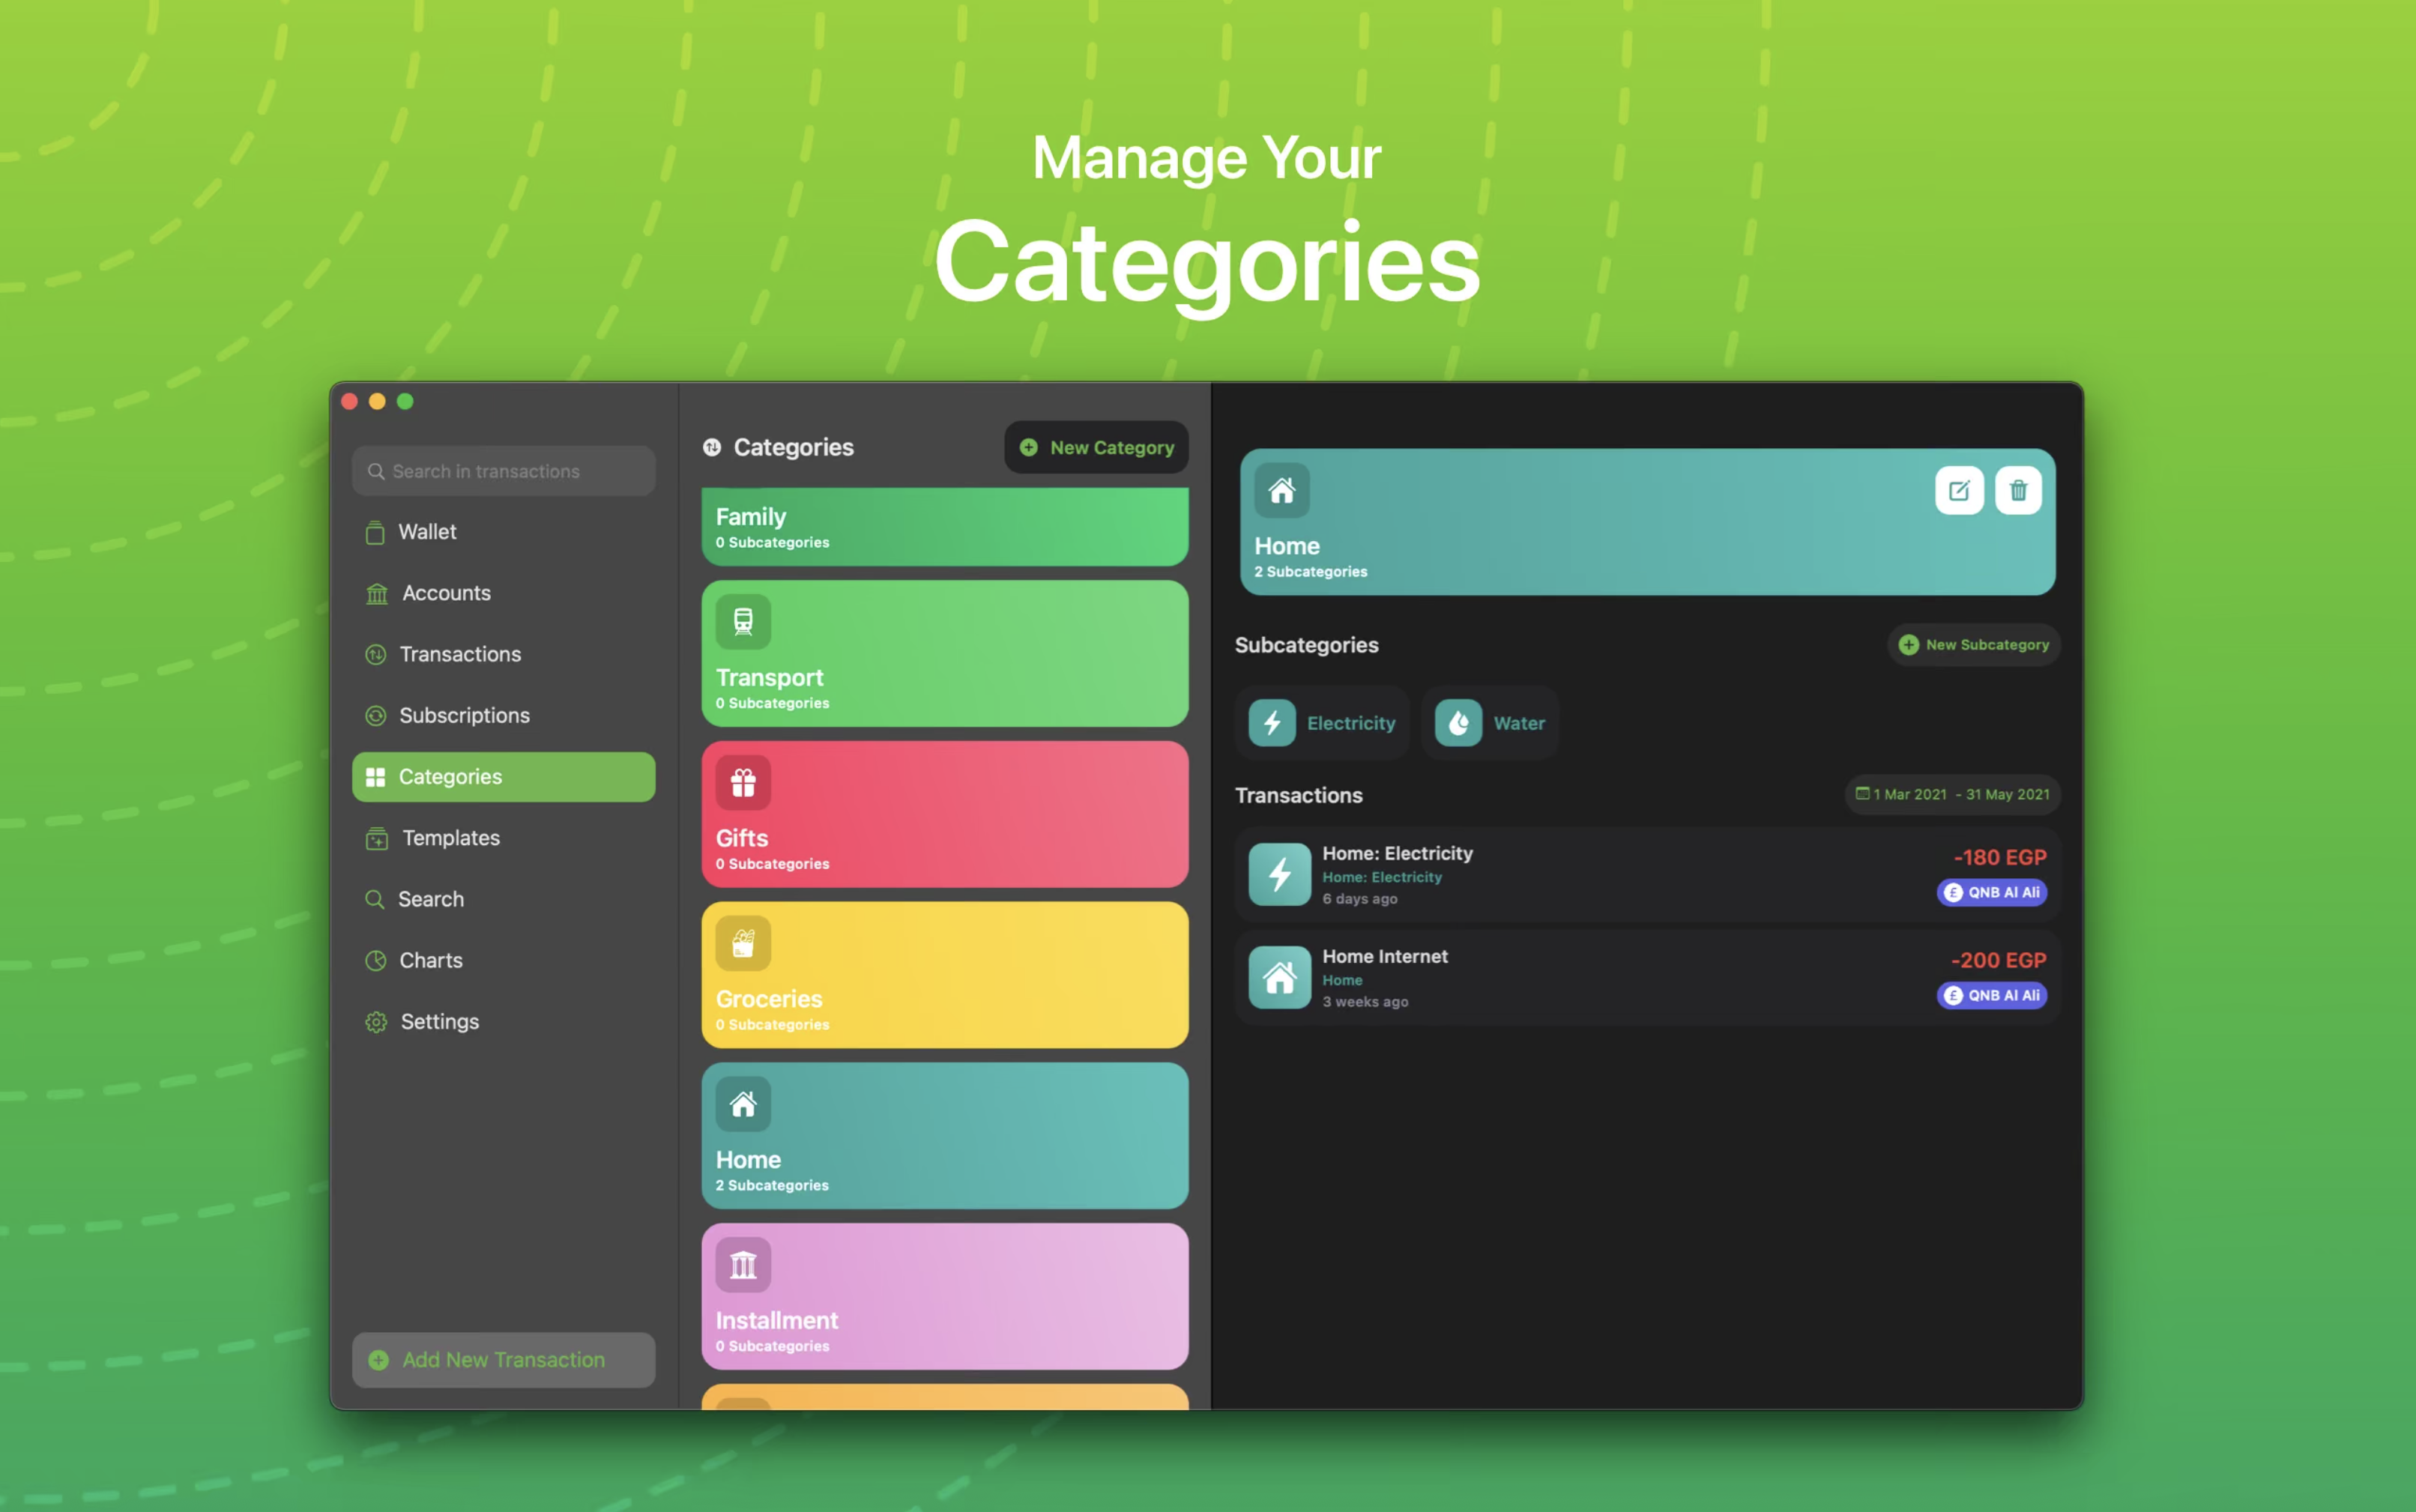 Manage Your
Categories
Search in transactions
Wallet
Accounts
Transactions
Subscriptions
Categories
Templates
Search
Charts
Settings
Add New Transaction
Categories
New Category
Family
0 Subcategories
Transport
0 Subcategories
Gifts
0 Subcategories
Groceries
0 Subcategories
Home
2 Subcategories
Installment
0 Subcategories
Home
2 Subcategories
Subcategories
New Subcategory
Electricity
Water
Transactions
1 Mar 2021 - 31 May 2021
Home: Electricity
Home: Electricity
6 days ago
-180 EGP
£ QNB Al Ali
Home Internet
Home
3 weeks ago
-200 EGP
£ QNB Al Ali